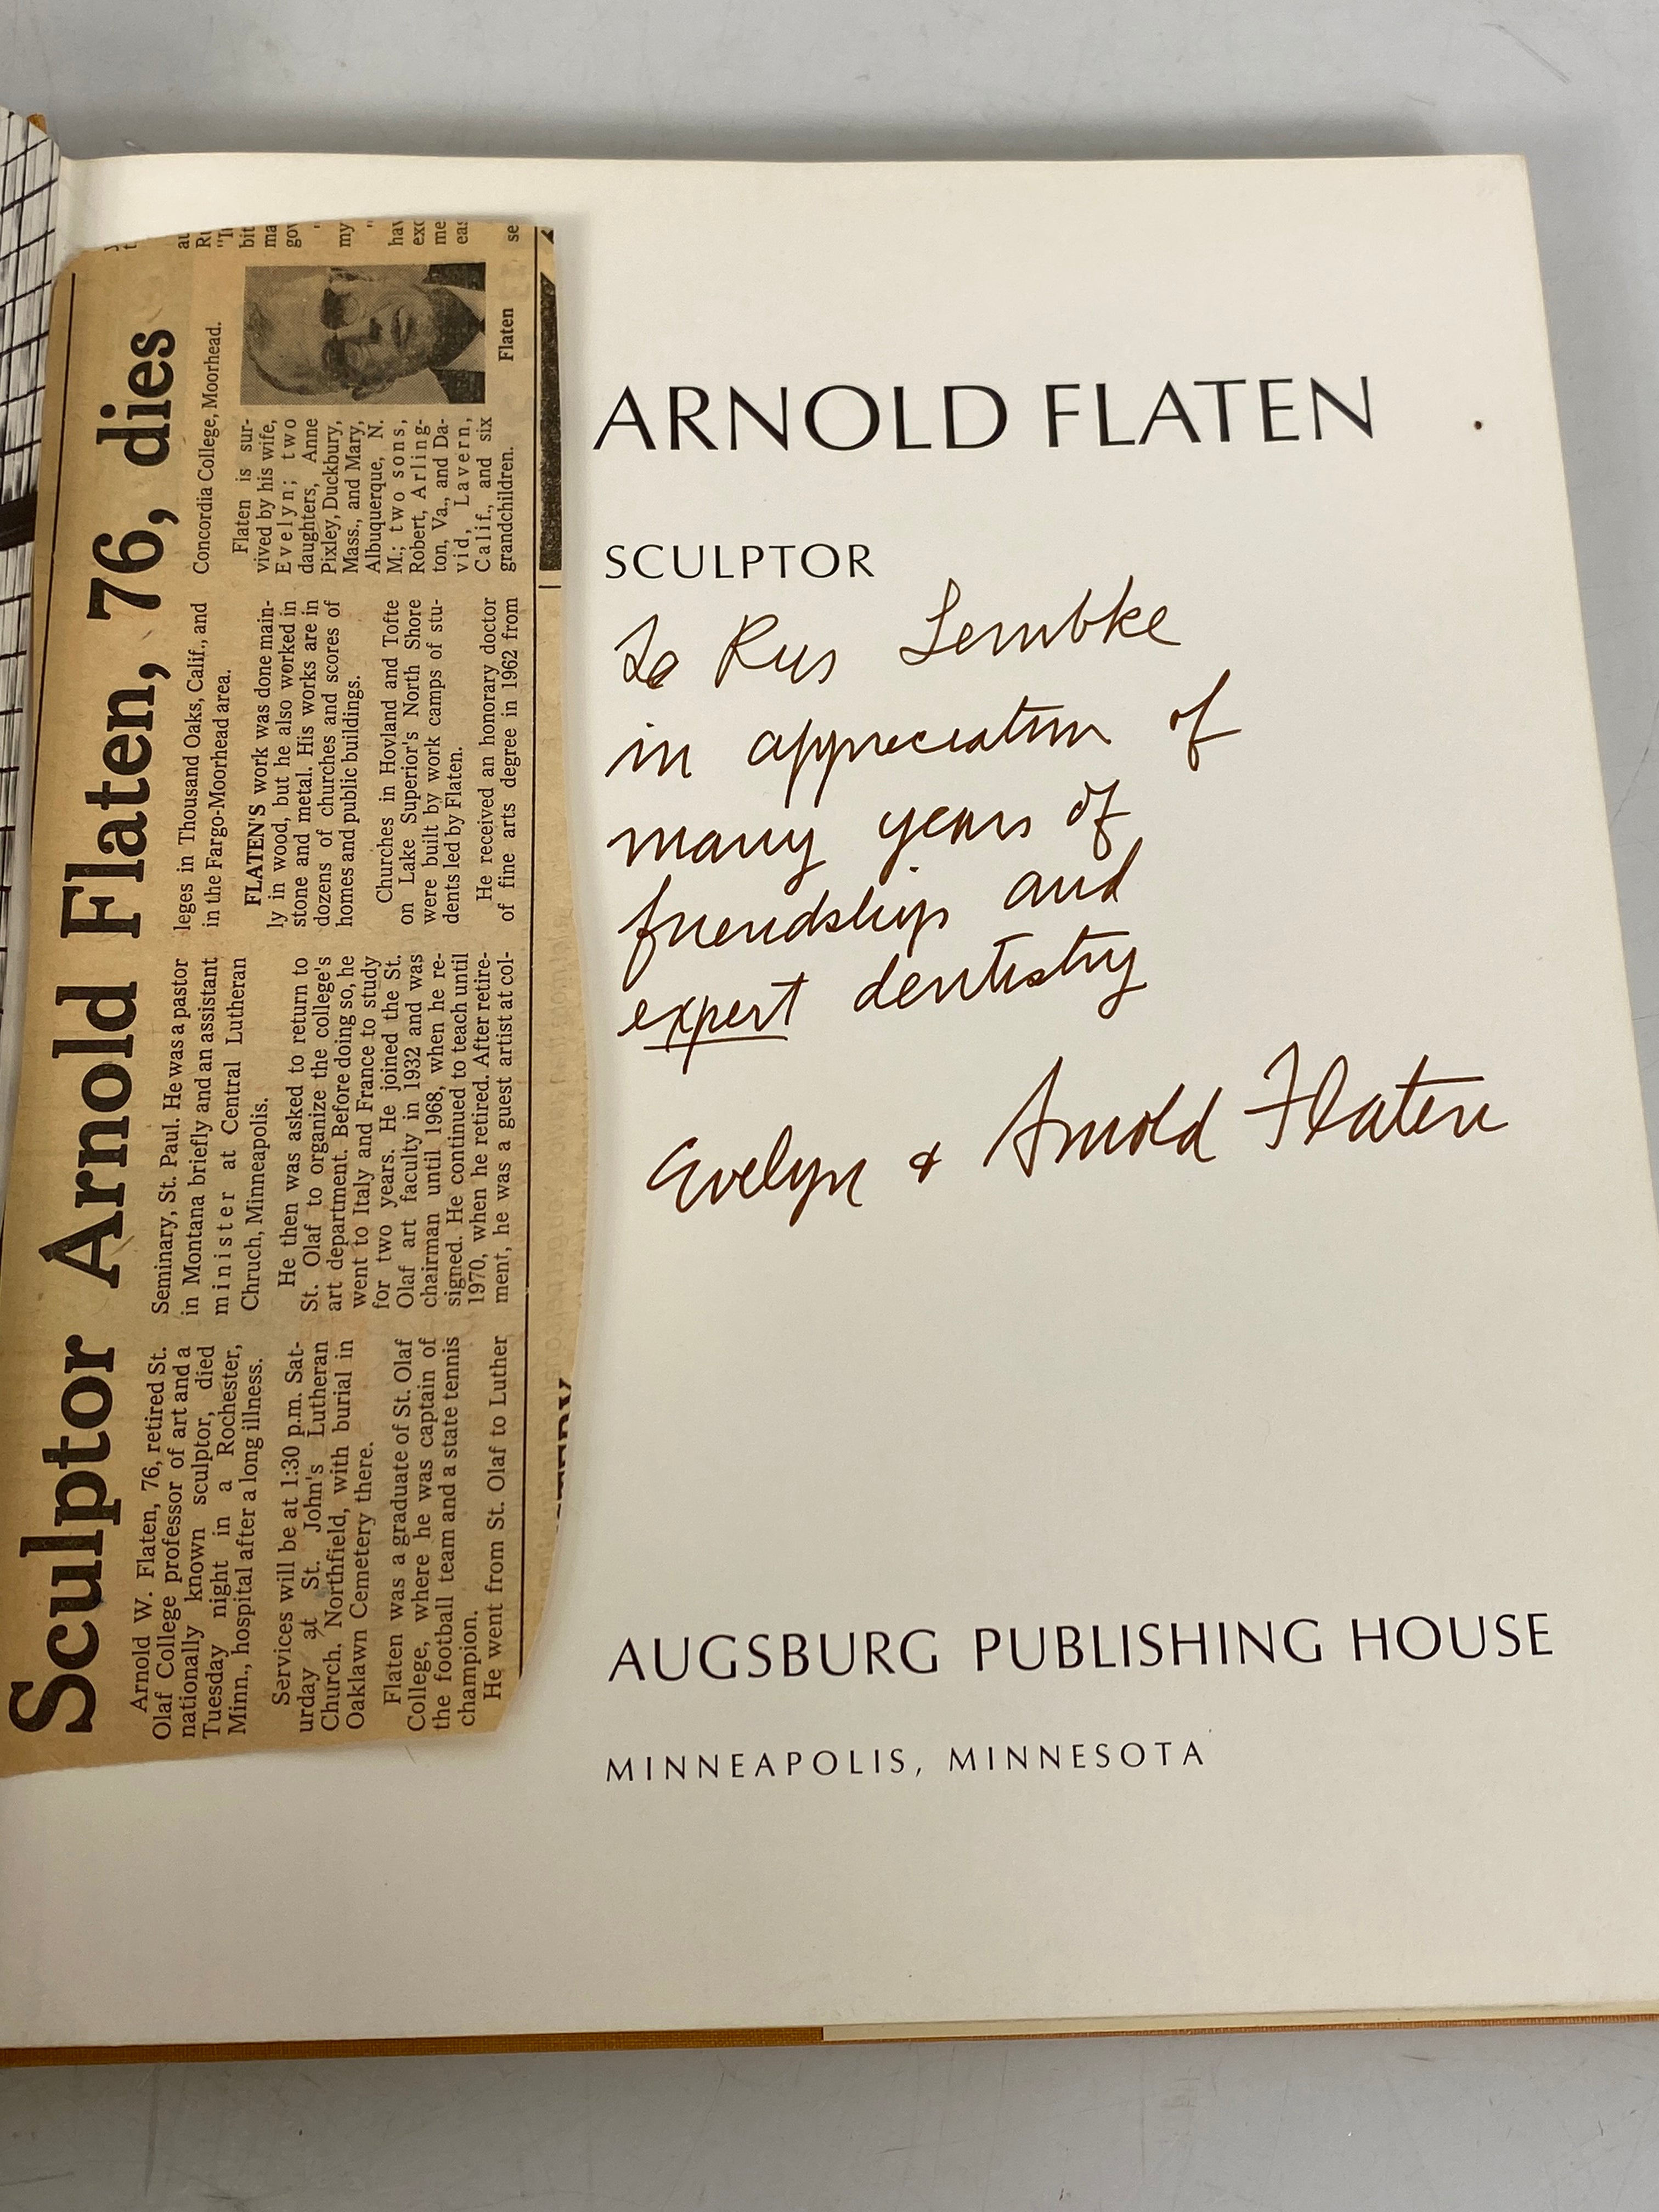 Sculptor Arnold Flaten, 76, dies
Arnold W. Flaten, 76, retired St.
Olaf College professor of art and a
nationally known sculptor, died
Tuesday night in a Rochester,
Minn., hospital after a long illness.
Services will be at 1:30 p.m. Sat-
urday at St. John's Lutheran
Church. Northfield, with burial in
Oaklawn Cemetery there.
Flaten was a graduate of St. Olaf
College, where he was captain of
the football team and a state tennis
champion.
He went from St. Olaf to Luther
Seminary, St. Paul. He was a pastor
in Montana briefly and an assistant
minister at Central Lutheran
Chruch, Minneapolis.
He then was asked to return to
St. Olaf to organize the college's
art department. Before doing so, he
went to Italy and France to study
for two years. He joined the St.
Olaf art faculty in 1932 and was
chairman until 1968, when he re-
signed. He continued to teach until
1970, when he retired. After retire-
ment, he was a guest artist at col-
leges in Thousand Oaks, Calif., and
in the Fargo-Moorhead area.
FLATEN'S work was done main-
ly in wood, but he also worked in
stone and metal. His works are in
dozens of churches and scores of
homes and public buildings.
Churches in Hovland and Tofte
on Lake Superior's North Shore
were built by work camps of stu-
dents led by Flaten.
He received an honorary doctor
of fine arts degree in 1962 from
Concordia College, Moorhead.
Flaten is sur-
vived by his wife,
Evelyn; two
daughters, Anne
Pixley, Duckbury,
Mass., and Mary,
Albuquerque, N.
M.; two sons,
Robert, Arling-
ton, Va., and Da-
vid, Lavern,
Calif., and six
grandchildren.
Flaten
ARNOLD FLATEN
SCULPTOR
To Rus Lembke
in appreciation of
many years of
friendship and
expert dentistry
Evelyn & Arnold Flaten
AUGSBURG PUBLISHING HOUSE
MINNEAPOLIS, MINNESOTA